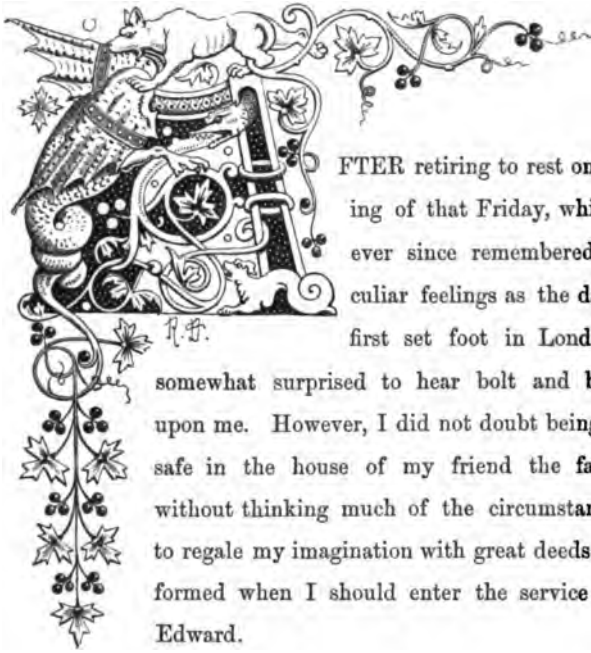 AFTER retiring to rest on
ing of that Friday, whi
ever since remembered
culiar feelings as the d
first set foot in Lond
R.H.
somewhat surprised to hear bolt and b
upon me. However, I did not doubt being
safe in the house of my friend the fa
without thinking much of the circumstan
to regale my imagination with great deeds
formed when I should enter the service
Edward.